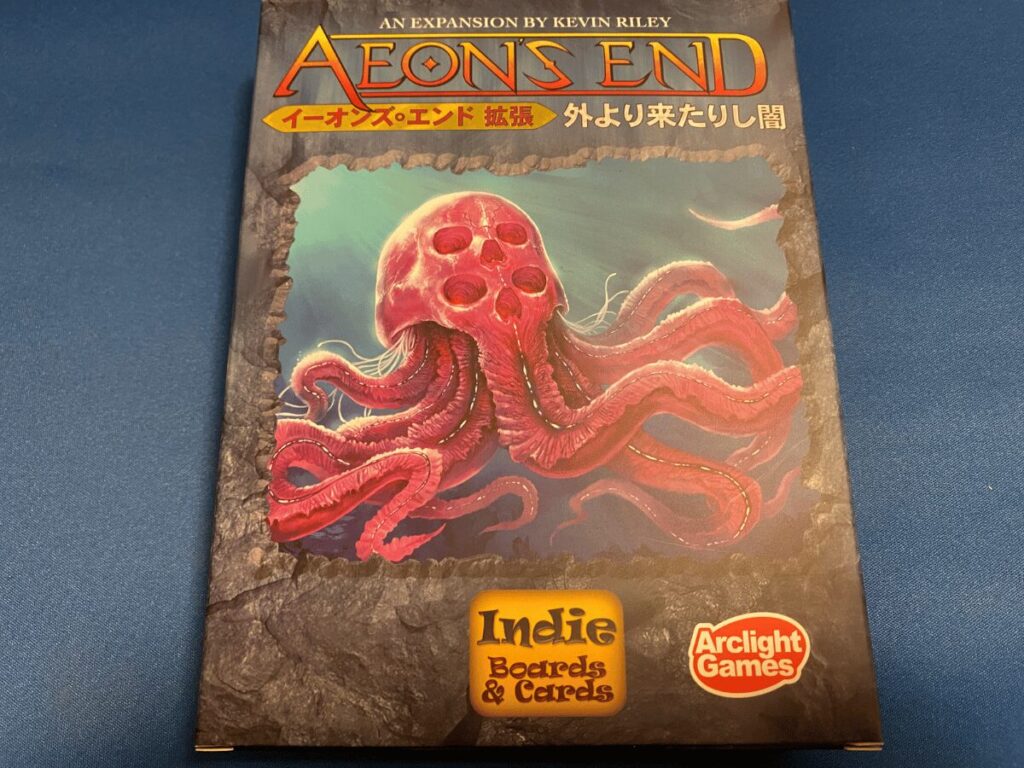 AN EXPANSION BY KEVIN RILEY
AEON'S END
イーオンズ・エンド 拡張 外より来たりし闇
Indie
Boards
& Cards
Arclight
Games